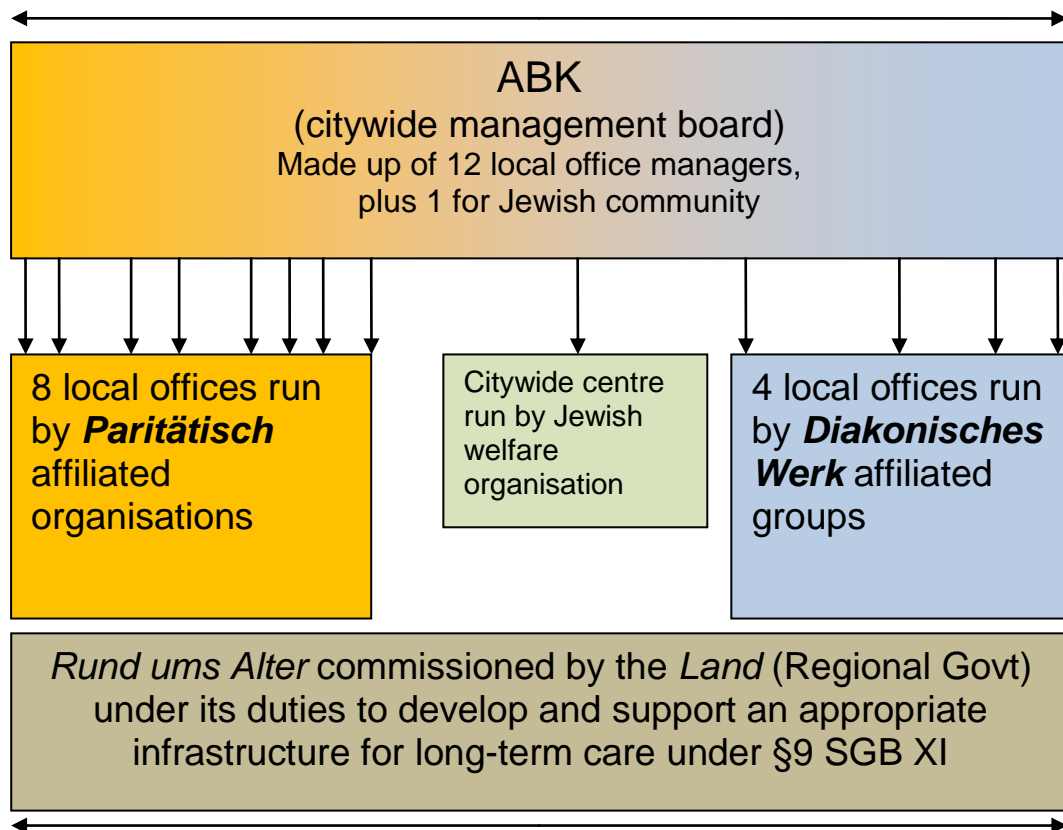 ABK
(citywide management board)
Made up of 12 local office managers,
plus 1 for Jewish community
8 local offices run
by Paritätisch
affiliated
organisations
Citywide centre
run by Jewish
welfare
organisation
4 local offices run
by Diakonisches
Werk affiliated
groups
Rund ums Alter commissioned by the Land (Regional Govt)
under its duties to develop and support an appropriate
infrastructure for long-term care under §9 SGB XI